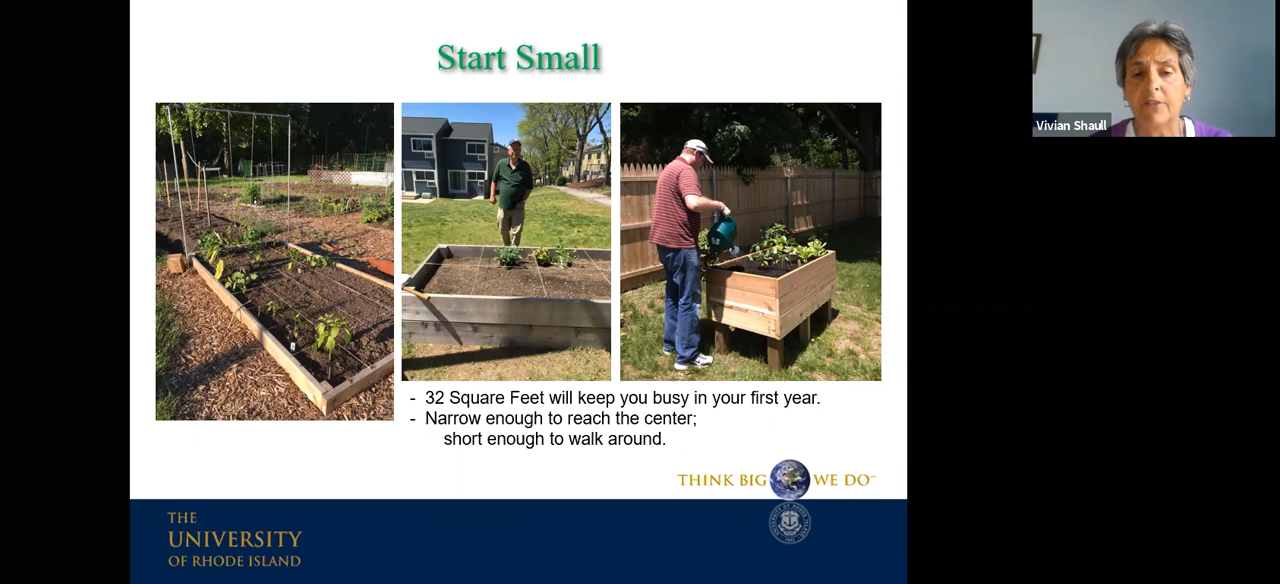 Start Small
Vivian Shaull
- 32 Square Feet will keep you busy in your first year.
- Narrow enough to reach the center;
short enough to walk around.
THINK BIG WE DO™
THE
UNIVERSITY
OF RHODE ISLAND